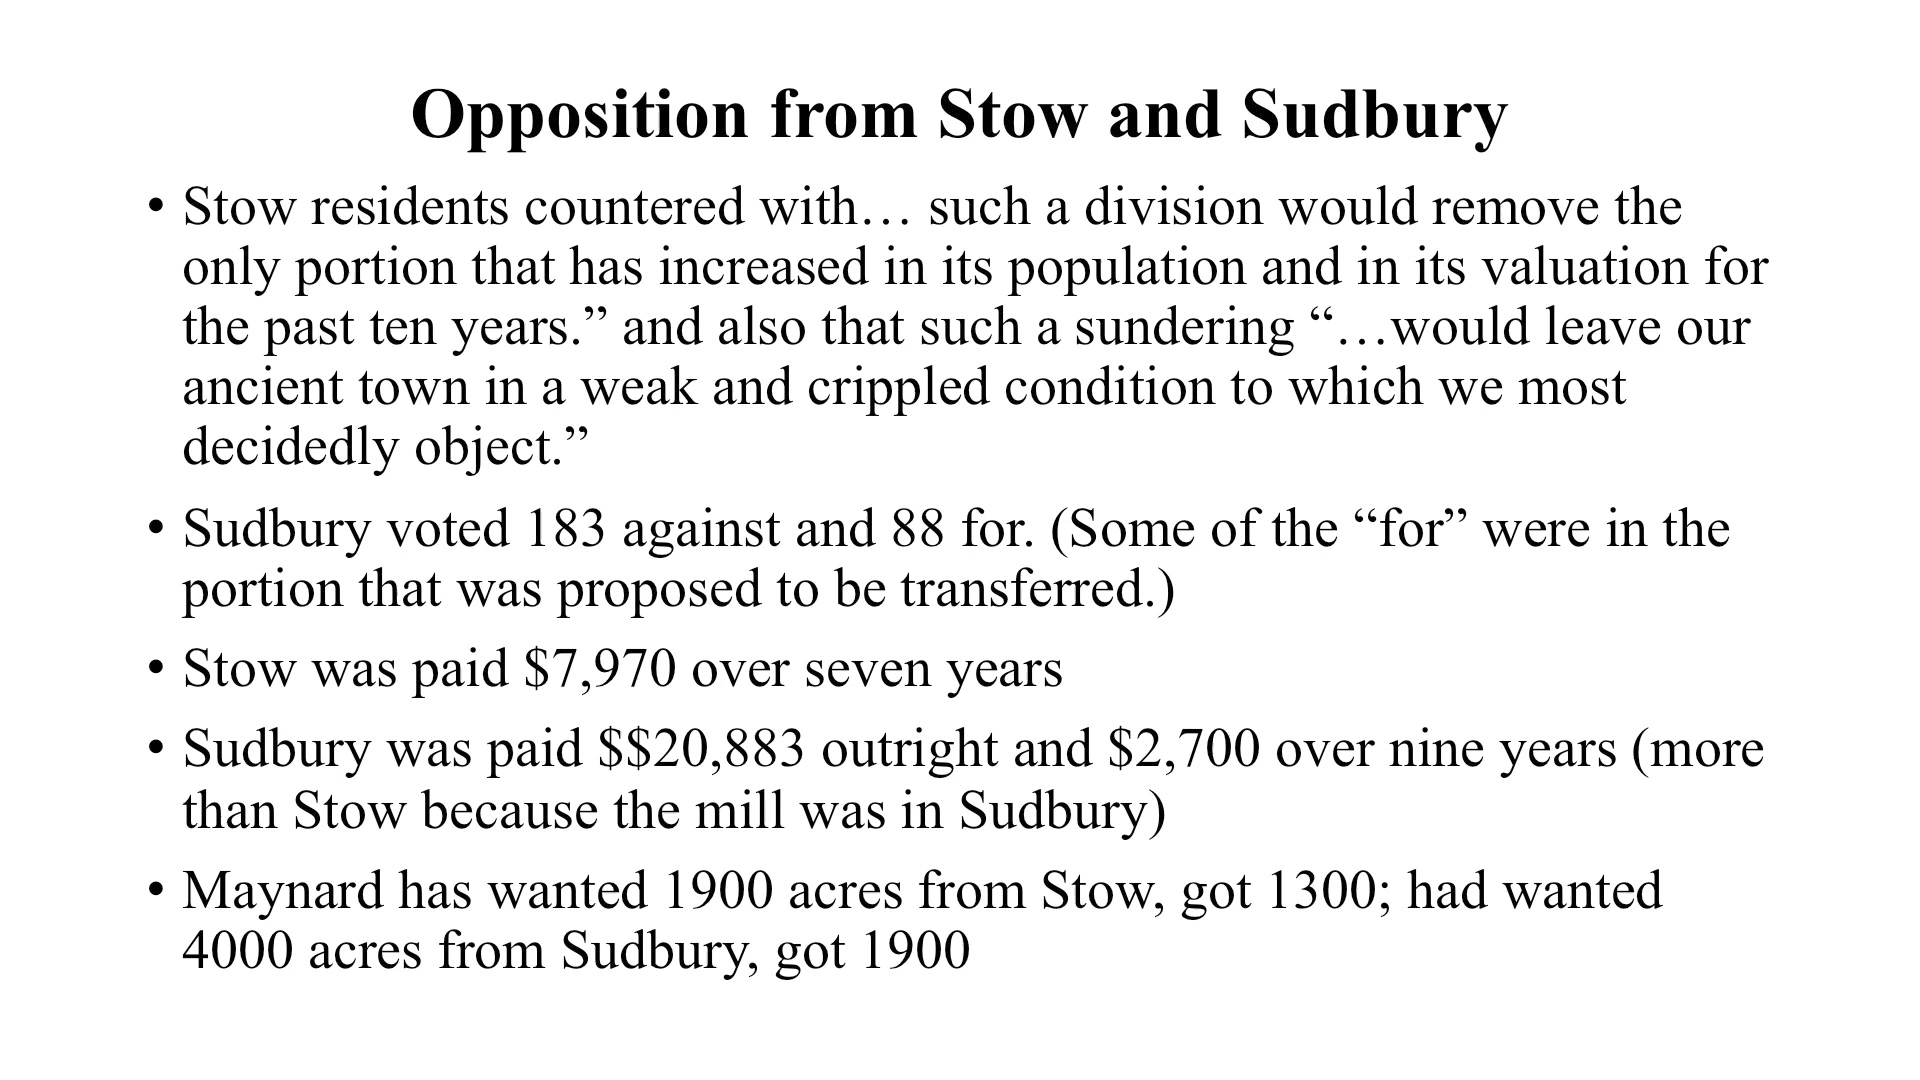 Opposition from Stow and Sudbury
• Stow residents countered with… such a division would remove the
only portion that has increased in its population and in its valuation for
the past ten years.” and also that such a sundering “…would leave our
ancient town in a weak and crippled condition to which we most
decidedly object.”
• Sudbury voted 183 against and 88 for. (Some of the “for” were in the
portion that was proposed to be transferred.)
• Stow was paid $7,970 over seven years
• Sudbury was paid $$20,883 outright and $2,700 over nine years (more
than Stow because the mill was in Sudbury)
• Maynard has wanted 1900 acres from Stow, got 1300; had wanted
4000 acres from Sudbury, got 1900